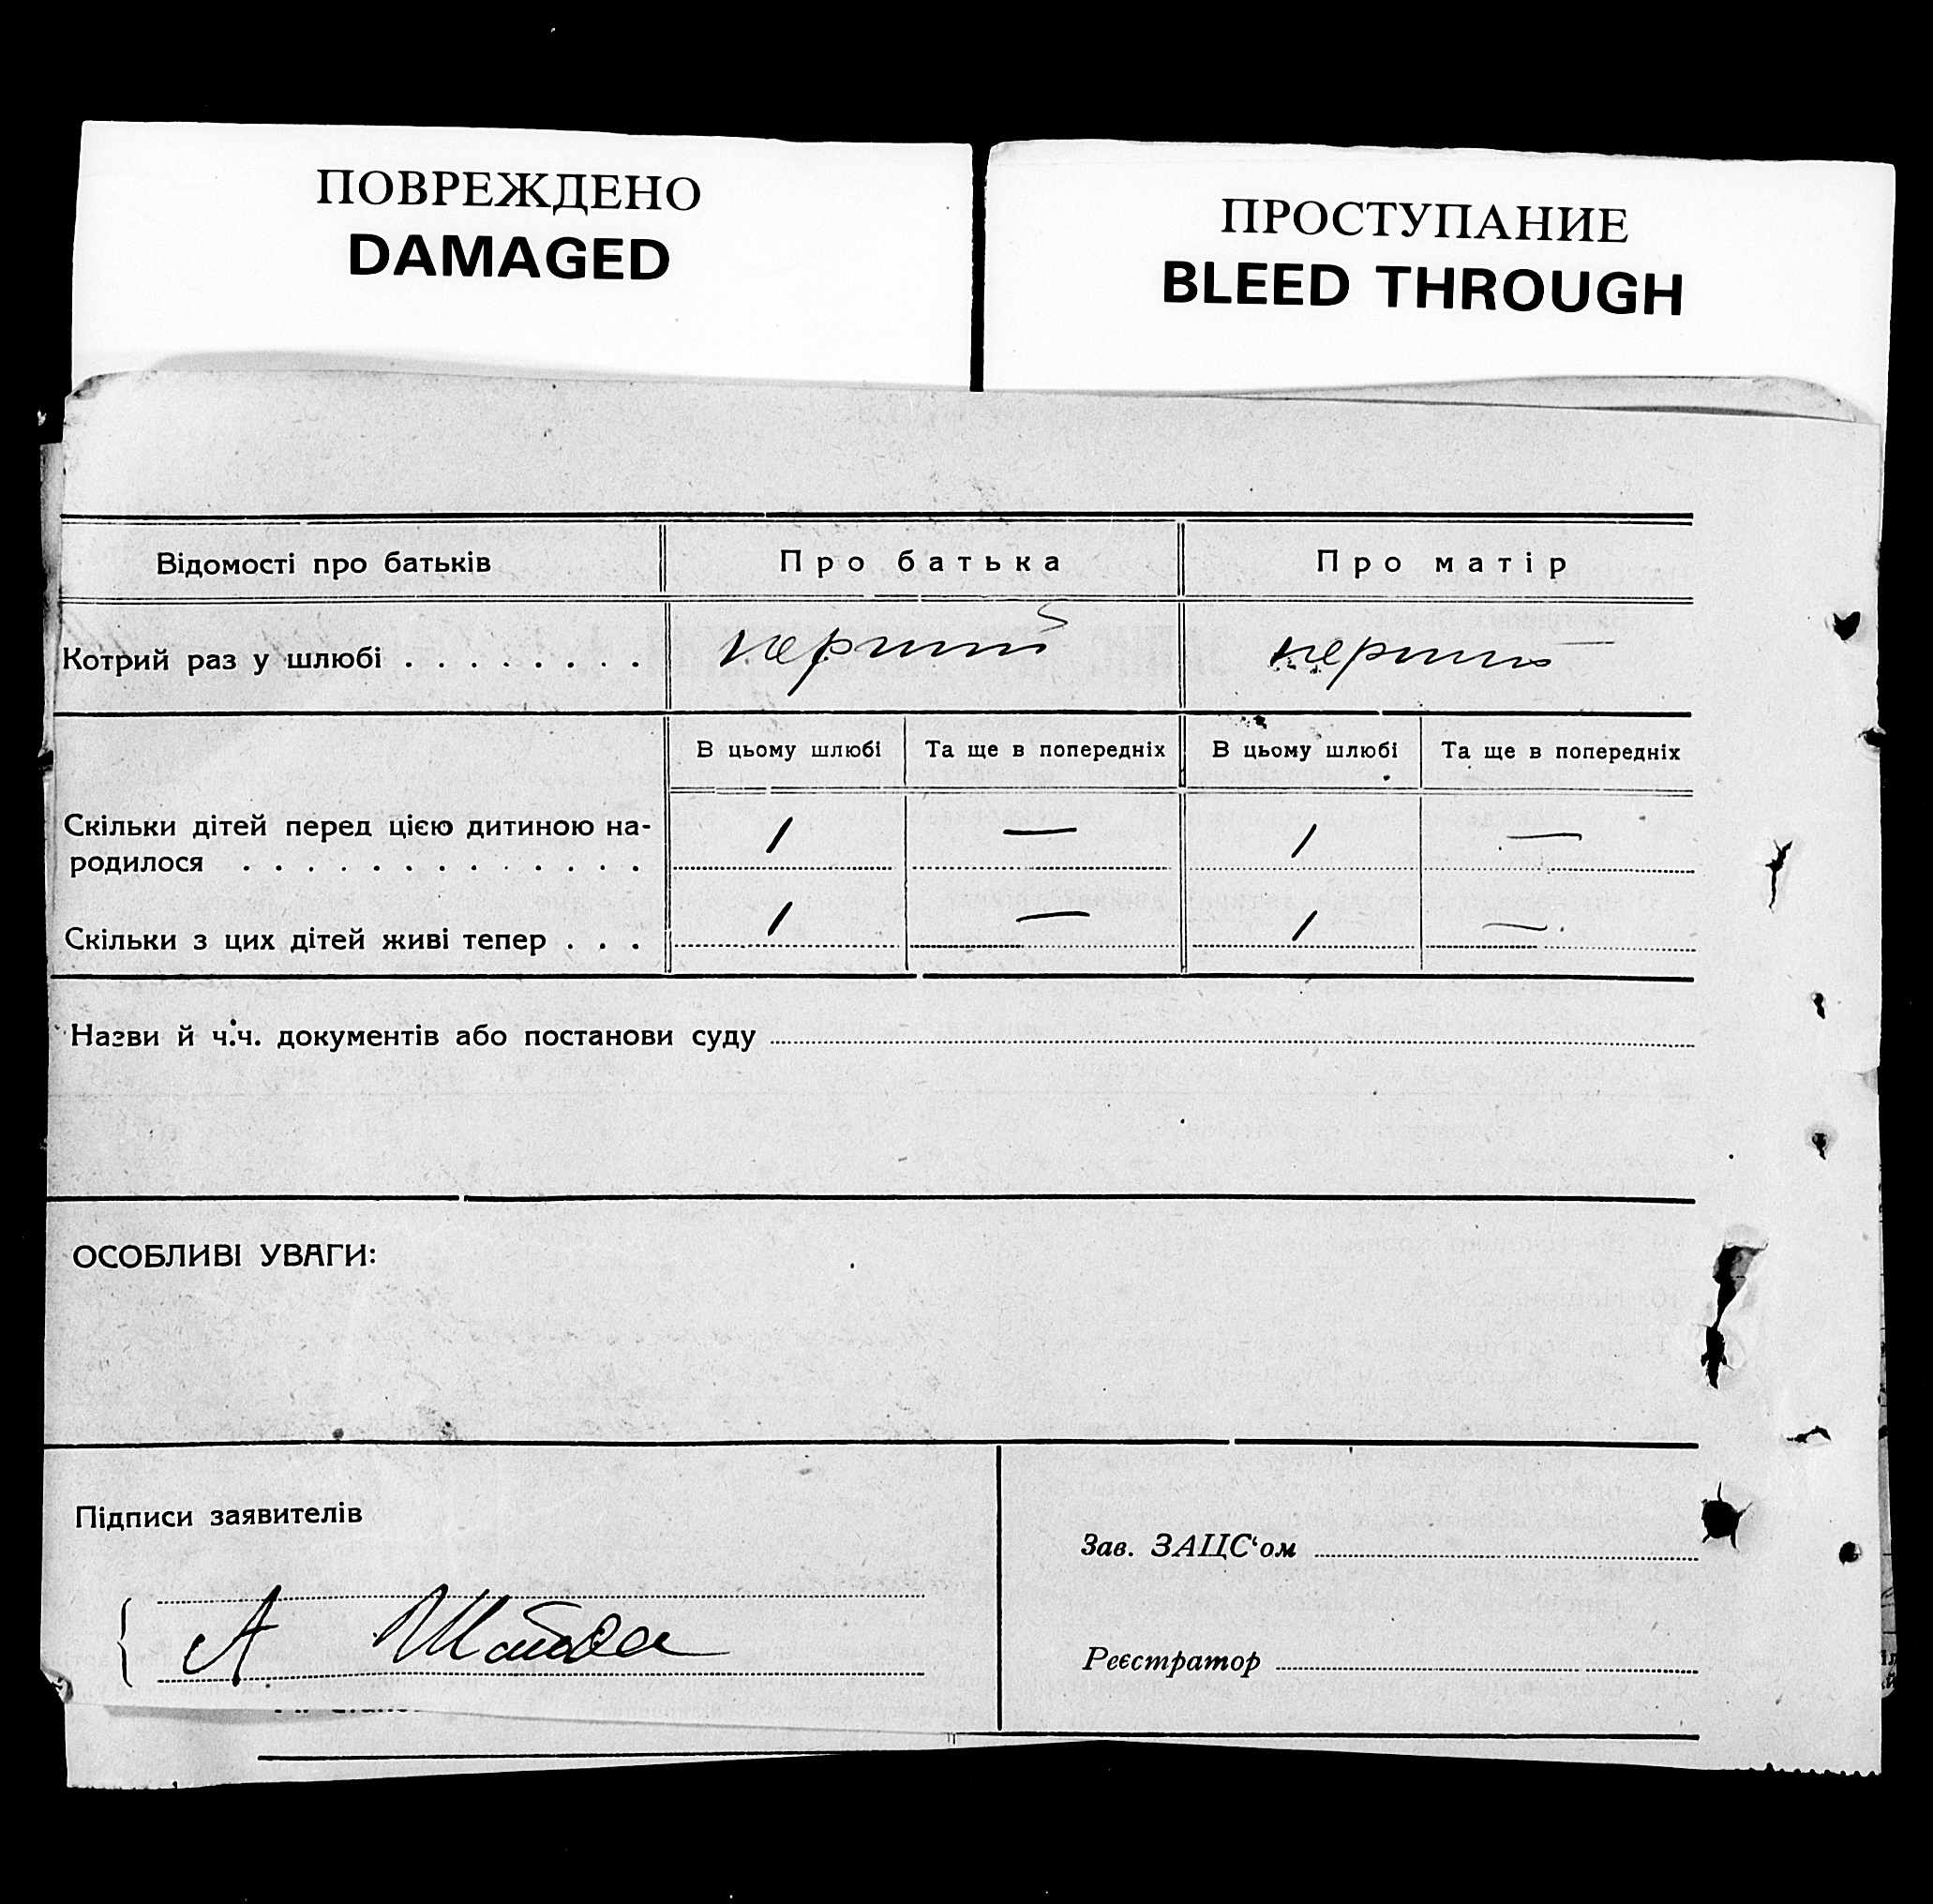 ПОВРЕЖДЕНО
DAMAGED
ПРОСТУПАНИЕ
BLEED THROUGH
Відомості про батьків Про батька Про матір
Котрий раз у шлюбі . . . . . . . . перший перший
В цьому шлюбі Та ще в попередніх В цьому шлюбі Та ще в попередніх
Скільки дітей перед цією дитиною на-
родилося . . . . . . . . . . . . . 1 — 1 —
Скільки з цих дітей живі тепер . . . 1 — 1 —
Назви й ч.ч. документів або постанови суду
ОСОБЛИВІ УВАГИ:
Підписи заявителів
А
Зав. ЗАЦС‘ом
Реєстратор